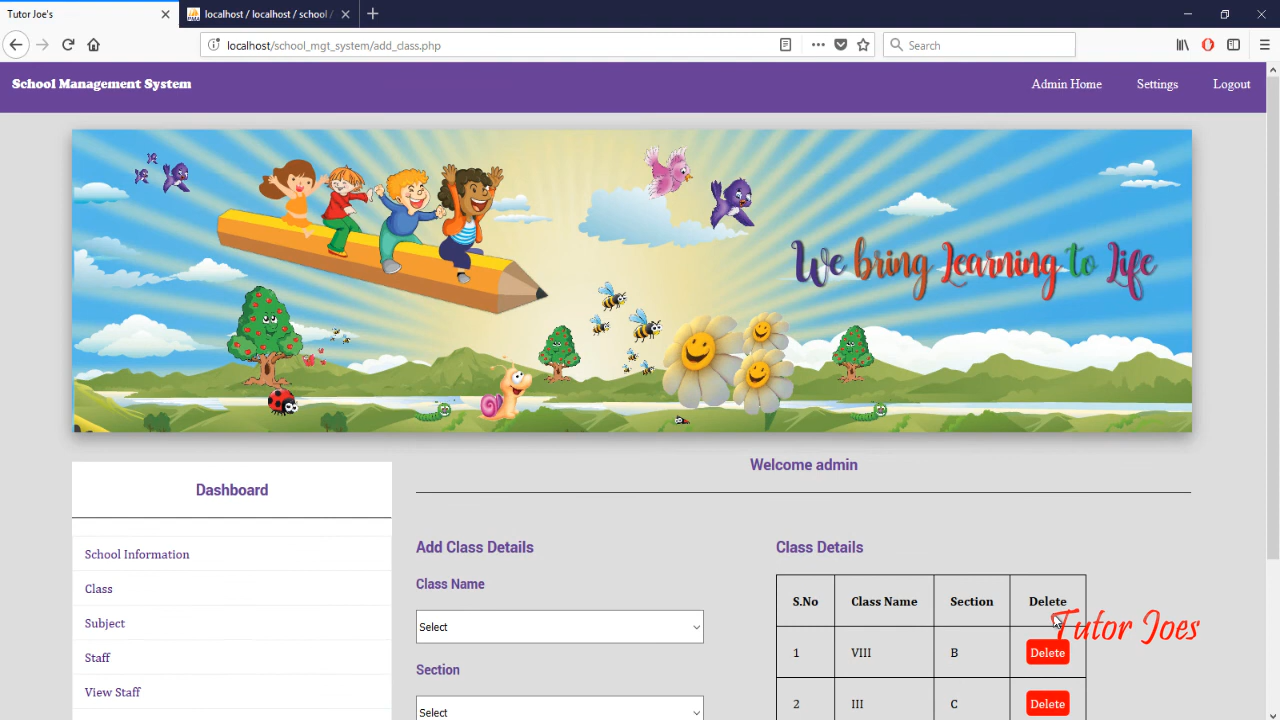 Tutor Joe's
localhost / localhost / school /
localhost/school_mgt_system/add_class.php
Search
School Management System
Admin Home
Settings
Logout
We bring Learning to Life
Welcome admin
Dashboard
School Information
Class
Subject
Staff
View Staff
Add Class Details
Class Name
Select
Section
Select
Class Details
S.No Class Name Section Delete
1 VIII B Delete
2 III C Delete
Tutor Joes